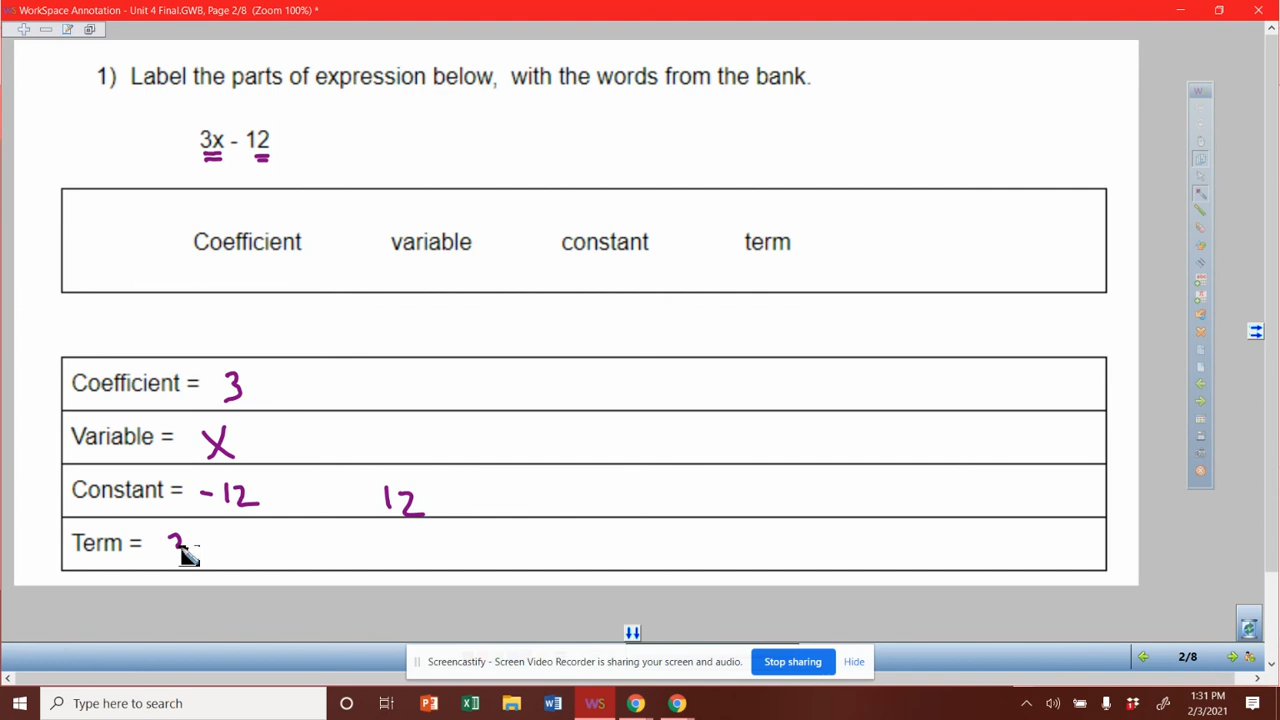 WorkSpace Annotation - Unit 4 Final.GWB, Page 2/8 (Zoom 100%) *
1) Label the parts of expression below, with the words from the bank.
3x - 12
Coefficient variable constant term
Coefficient = 3
Variable = X
Constant = -12 12
Term =
2/8
Screencastify - Screen Video Recorder is sharing your screen and audio. Stop sharing Hide
Type here to search
1:31 PM
2/3/2021